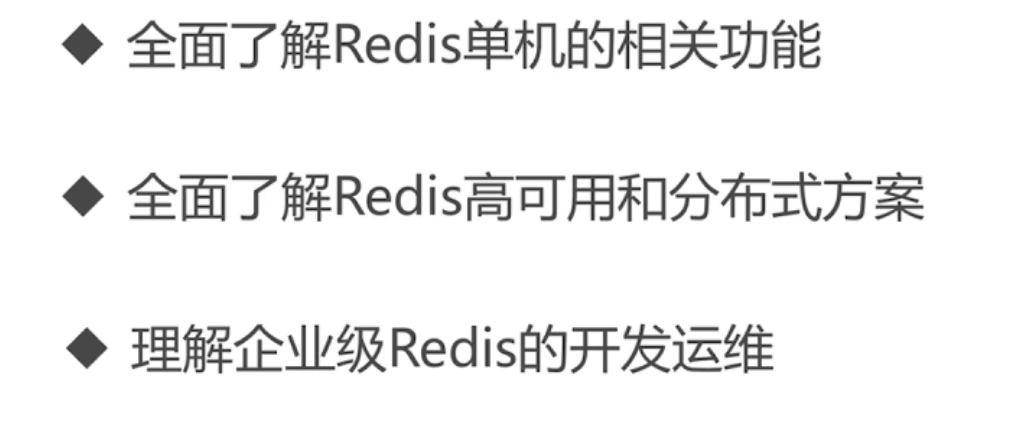 ◆ 全面了解Redis单机的相关功能
◆ 全面了解Redis高可用和分布式方案
◆ 理解企业级Redis的开发运维